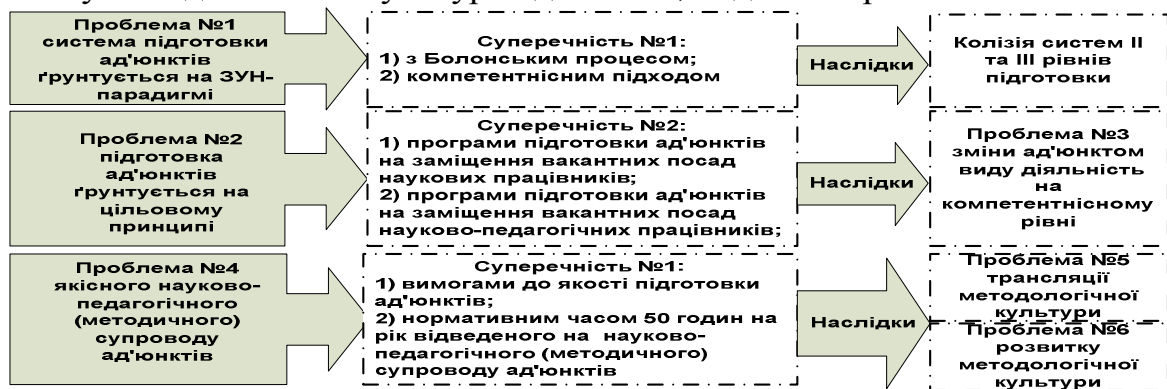 Проблема №1
система підготовки
ад'юнктів
ґрунтується на ЗУН-
парадигмі
Суперечність №1:
1) з Болонським процесом;
2) компетентнісним підходом
Наслідки
Колізія систем ІІ
та ІІІ рівнів
підготовки
Проблема №2
підготовка
ад'юнктів
ґрунтується на
цільовому
принципі
Суперечність №2:
1) програми підготовки ад'юнктів
на заміщення вакантних посад
наукових працівників;
2) програми підготовки ад'юнктів
на заміщення вакантних посад
науково-педагогічних працівників;
Наслідки
Проблема №3
зміни ад'юнктом
виду діяльність
на
компетентнісному
рівні
Проблема №4
якісного науково-
педагогічного
(методичного)
супроводу
ад'юнктів
Суперечність №1:
1) вимогами до якості підготовки
ад'юнктів;
2) нормативним часом 50 годин на
рік відведеного на науково-
педагогічного (методичного)
супроводу ад'юнктів
Наслідки
Проблема №5
трансляції
методологічної
культури
Проблема №6
розвитку
методологічної
культури